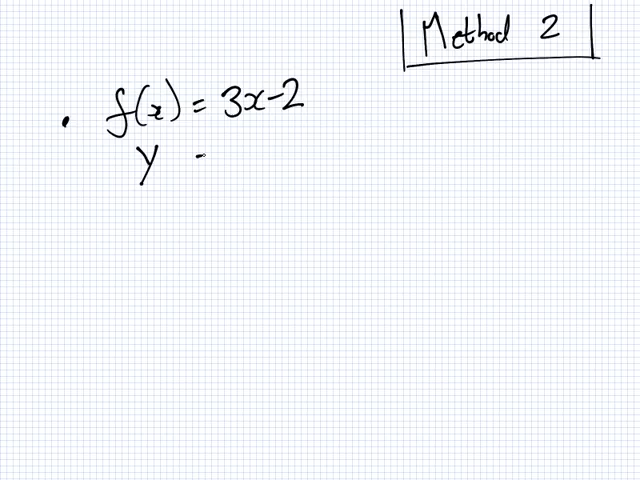 Method 2
• f(x) = 3x-2
y -